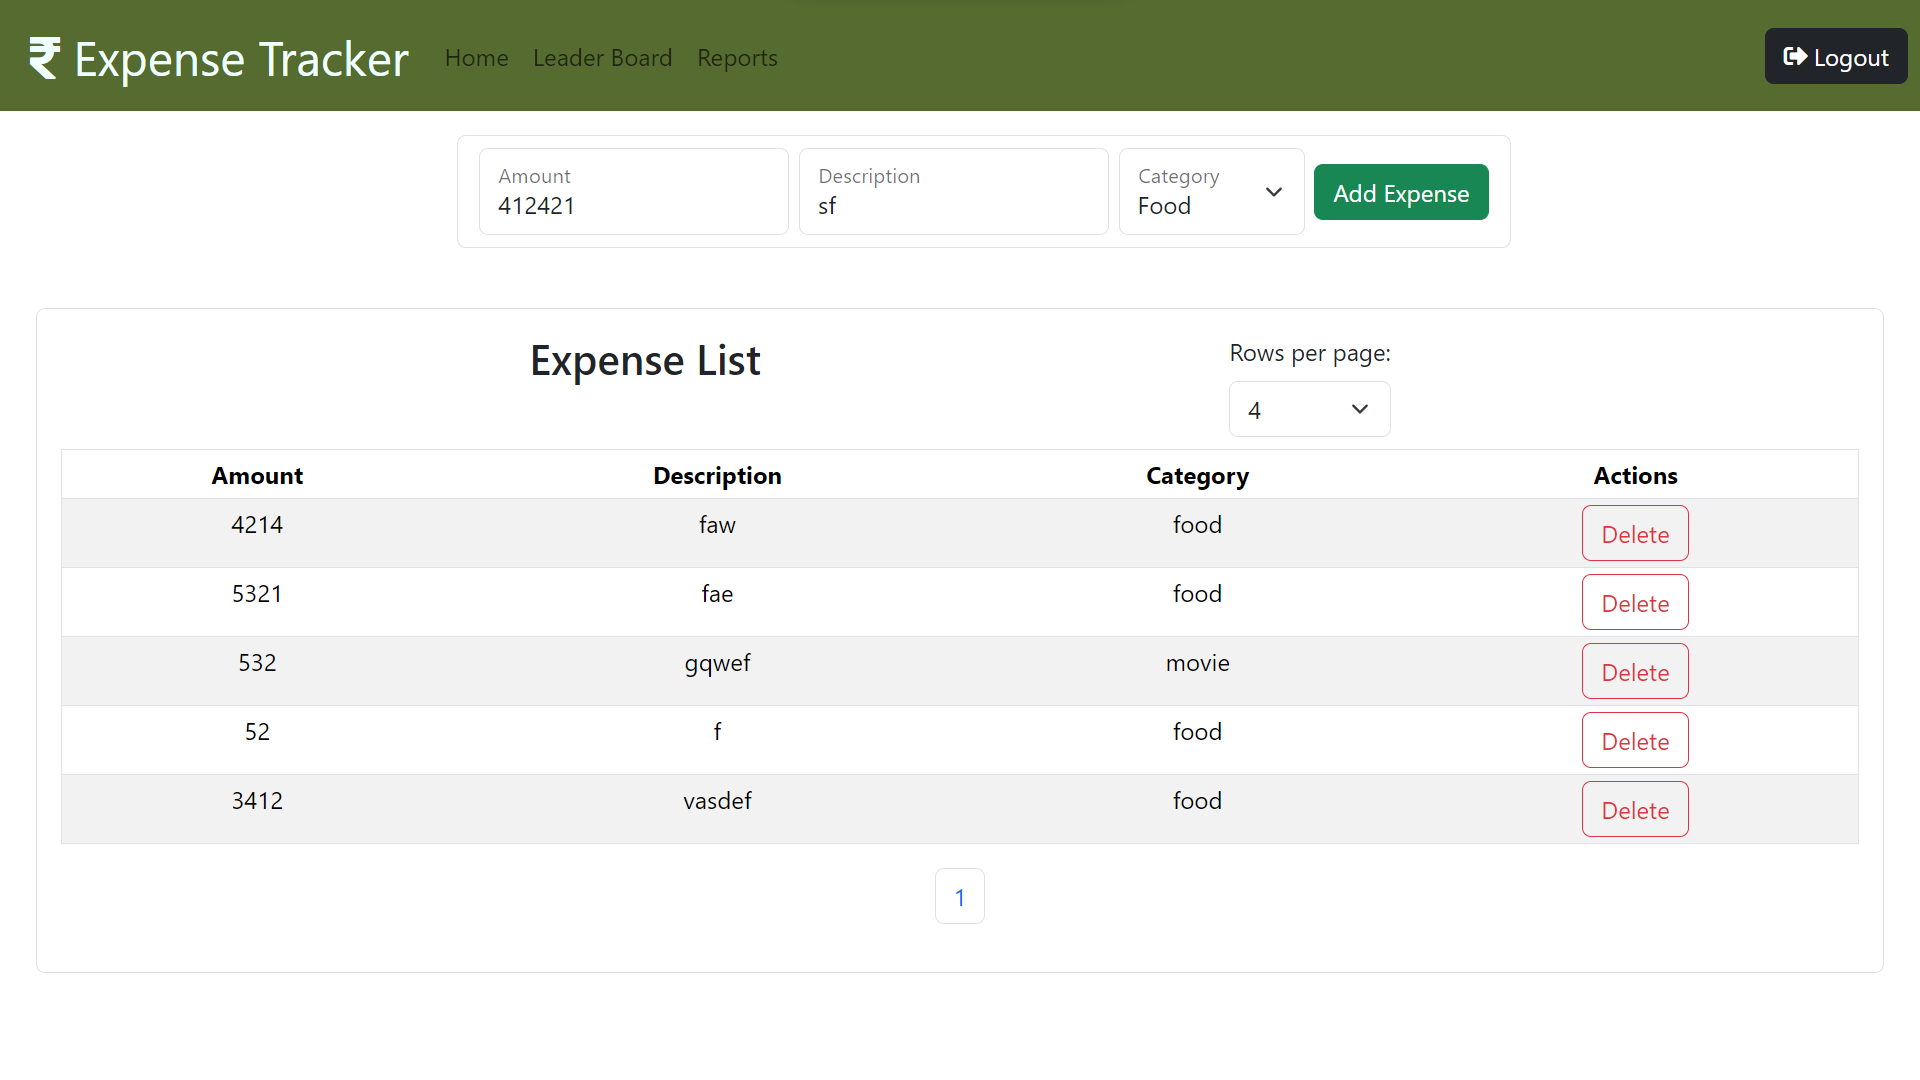 Expense Tracker Home Leader Board Reports Logout
Amount Description Category
412421 sf Food Add Expense
Expense List Rows per page:
4
Amount Description Category Actions
4214 faw food Delete
5321 fae food Delete
532 gqwef movie Delete
52 f food Delete
3412 vasdef food Delete
1